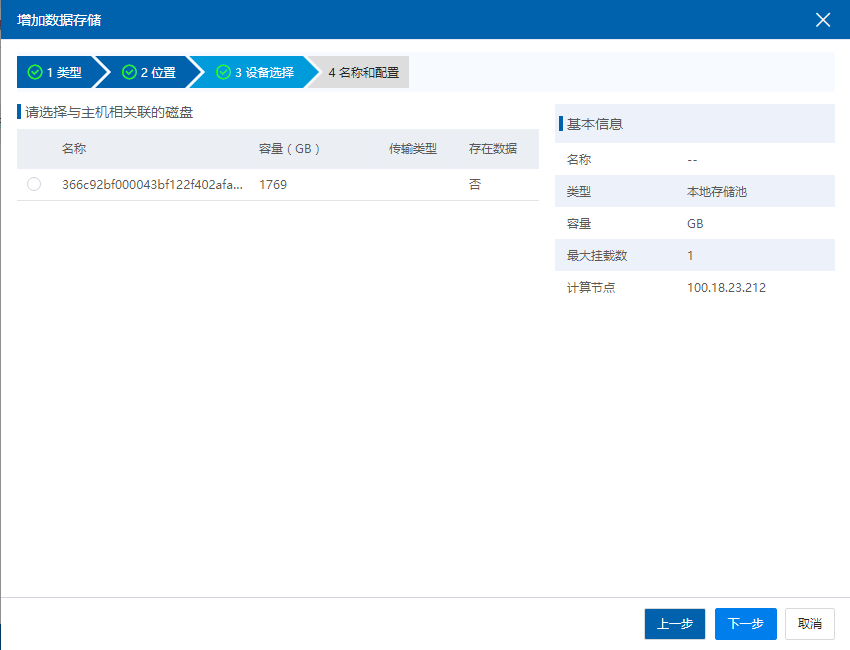 增加数据存储
1 类型 2 位置 3 设备选择 4 名称和配置
请选择与主机相关联的磁盘
名称 容量（GB） 传输类型 存在数据
366c92bf000043bf122f402afa... 1769 否
基本信息
名称 --
类型 本地存储池
容量 GB
最大挂载数 1
计算节点 100.18.23.212
上一步 下一步 取消